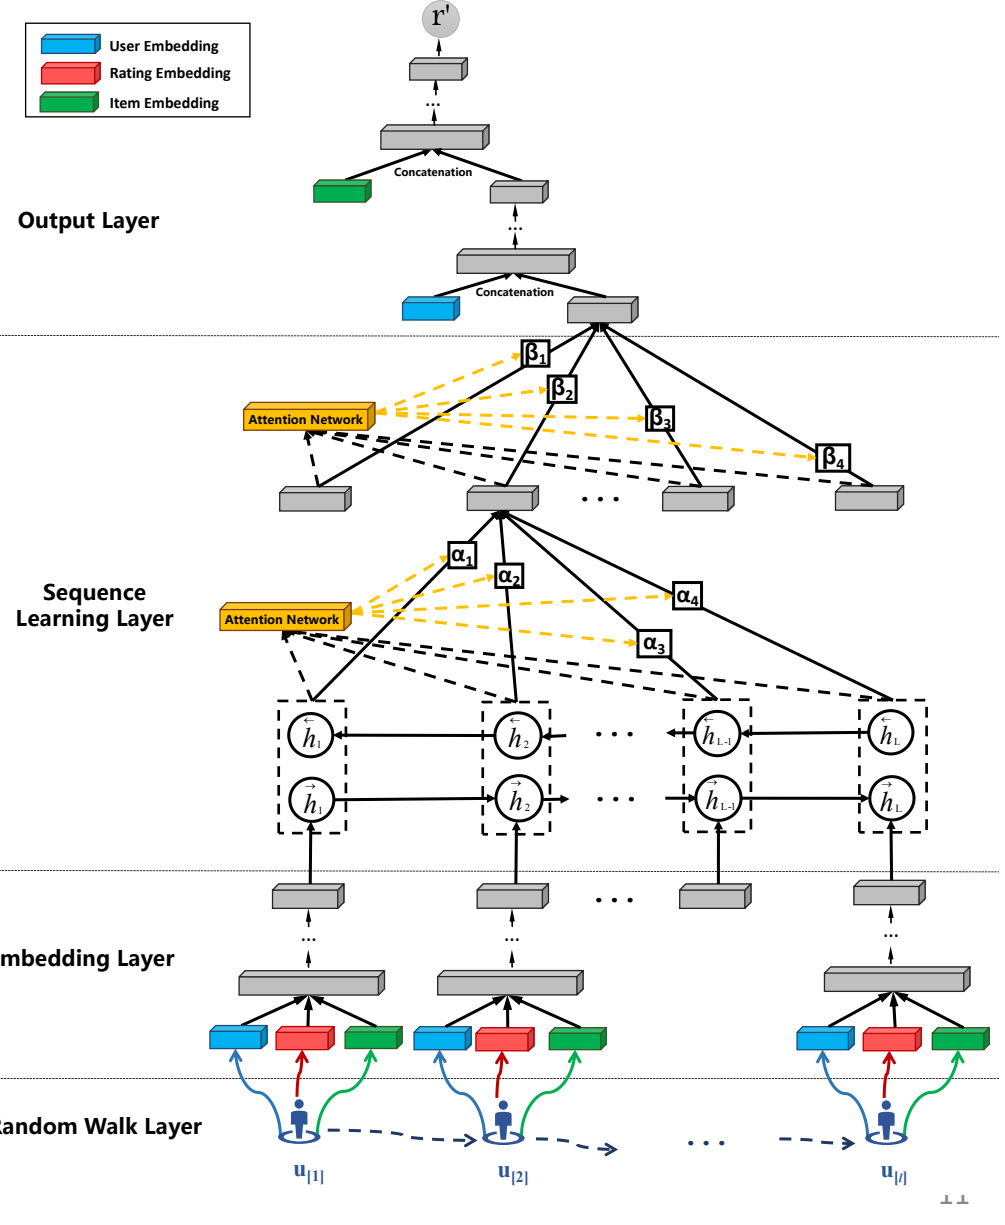 r'
User Embedding
Rating Embedding
Item Embedding
...
Concatenation
Output Layer
...
Concatenation
β1
β2
Attention Network
β3
β4
...
α1
α2
Sequence
Learning Layer
α4
Attention Network
α3
←h1 ←h2 ... ←hL-1 ←hL
→h1 →h2 ... →hL-1 →hL
...
... ... ...
mbedding Layer
Random Walk Layer
...
u[1] u[2] u[l]